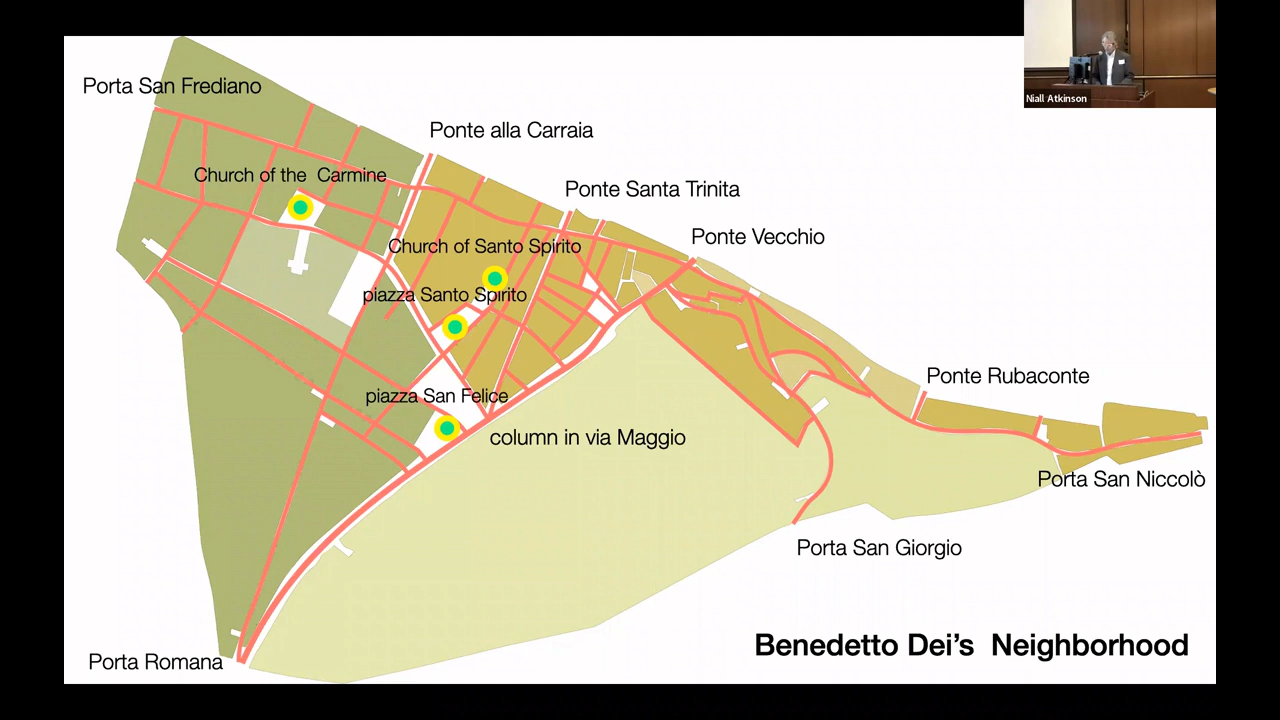 Niall Atkinson
Porta San Frediano
Ponte alla Carraia
Church of the Carmine
Ponte Santa Trinita
Ponte Vecchio
Church of Santo Spirito
piazza Santo Spirito
Ponte Rubaconte
piazza San Felice
column in via Maggio
Porta San Niccolò
Porta San Giorgio
Benedetto Dei's Neighborhood
Porta Romana